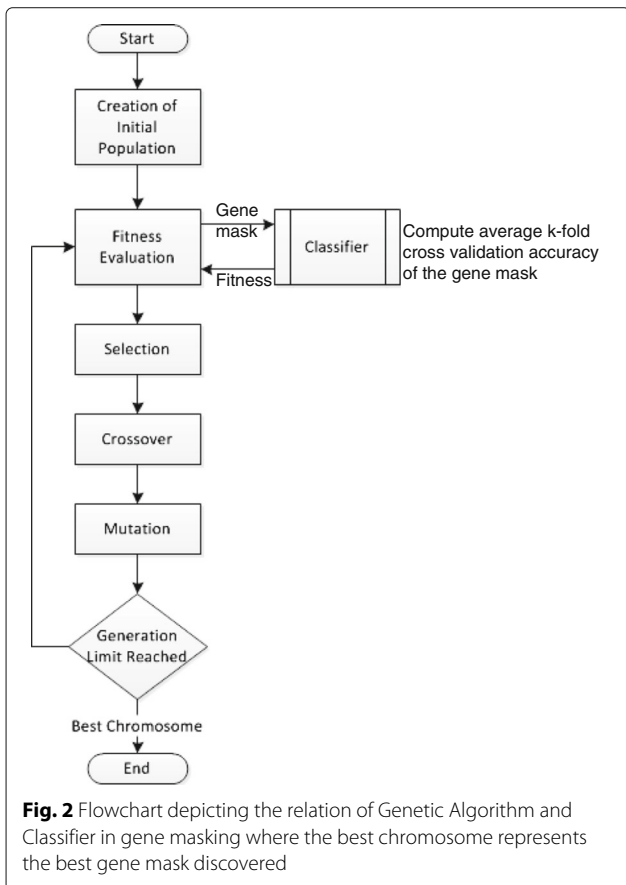 Start
Creation of
Initial
Population
Gene
mask
Fitness
Evaluation
Classifier
Compute average k-fold
cross validation accuracy
of the gene mask
Fitness
Selection
Crossover
Mutation
Generation
Limit Reached
Best Chromosome
End
Fig. 2 Flowchart depicting the relation of Genetic Algorithm and
Classifier in gene masking where the best chromosome represents
the best gene mask discovered